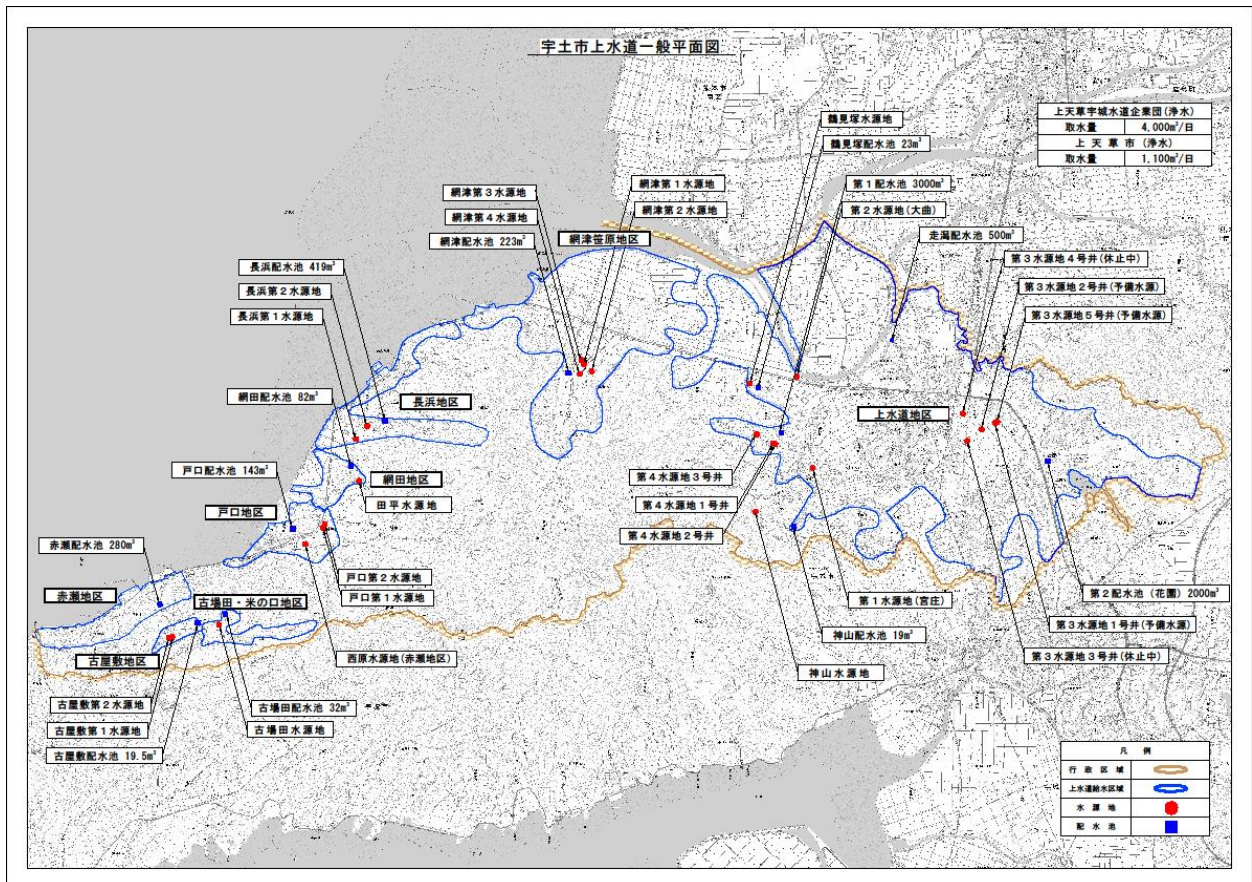 宇土市上水道一般平面図
上天草宇城水道企業団(浄水)
取水量 4,000m³/日
上天草市(浄水)
取水量 1,100m³/日
鶴見塚水源地
鶴見塚配水池 23m³
第1配水池 3000m³
第2水源地(大曲)
走潟配水池 500m³
第3水源地4号井(休止中)
第3水源地2号井(予備水源)
第3水源地5号井(予備水源)
網津第3水源地
網津第4水源地
網津配水池 223m³
網津第1水源地
網津第2水源地
網津笹原地区
長浜配水池 419m³
長浜第2水源地
長浜第1水源地
網田配水池 82m³
長浜地区
上水道地区
戸口配水池 143m³
網田地区
田平水源地
戸口地区
第4水源地3号井
第4水源地1号井
第4水源地2号井
赤瀬配水池 280m³
戸口第2水源地
戸口第1水源地
赤瀬地区
古場田・米の口地区
第1水源地(宮庄)
第2配水池(花園) 2000m³
第3水源地1号井(予備水源)
神山配水池 19m³
第3水源地3号井(休止中)
古屋敷地区
西原水源地(赤瀬地区)
神山水源地
古屋敷第2水源地
古場田配水池 32m³
古屋敷第1水源地
古場田水源地
古屋敷配水池 19.5m³
凡例
行政区域
上水道給水区域
水源地
配水池